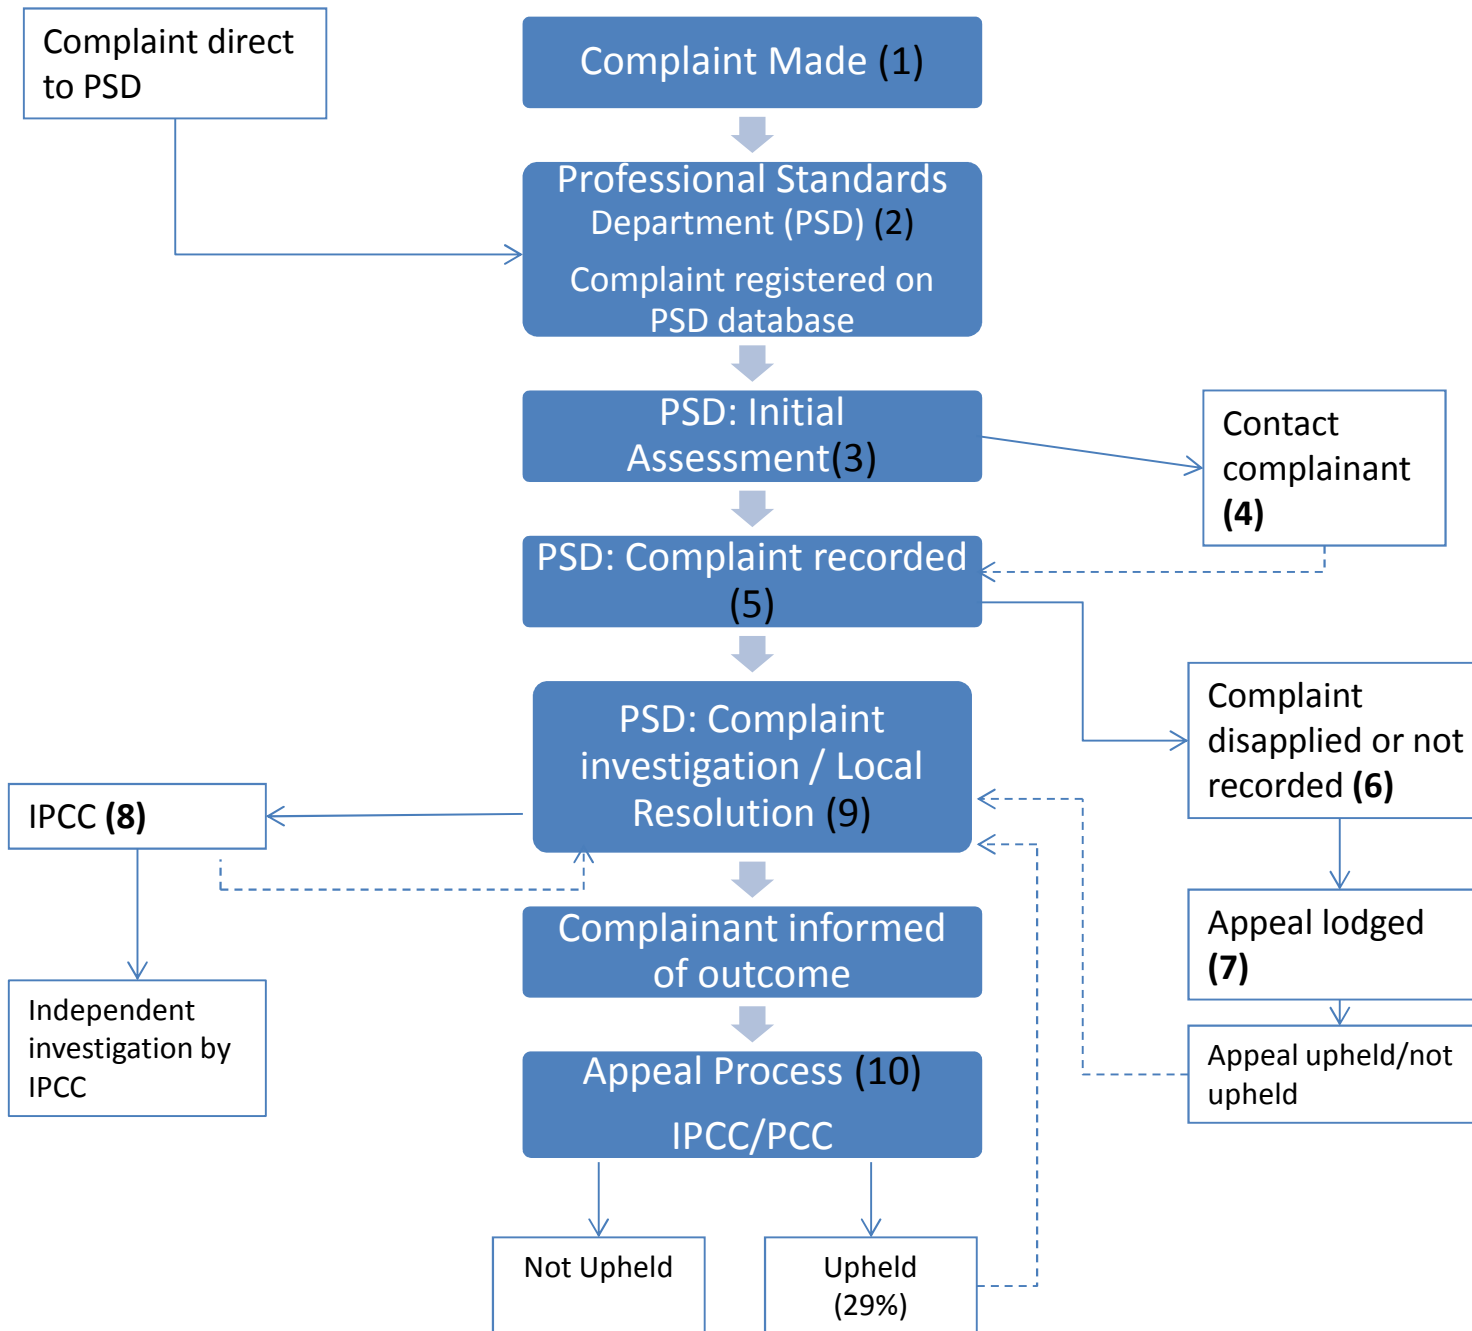 Complaint direct
to PSD
Complaint Made (1)
Professional Standards
Department (PSD) (2)
Complaint registered on
PSD database
PSD: Initial
Assessment(3)
Contact
complainant
(4)
PSD: Complaint recorded
(5)
PSD: Complaint
investigation / Local
Resolution (9)
Complaint
disapplied or not
recorded (6)
IPCC (8)
Appeal lodged
(7)
Complainant informed
of outcome
Independent
investigation by
IPCC
Appeal upheld/not
upheld
Appeal Process (10)
IPCC/PCC
Not Upheld
Upheld
(29%)